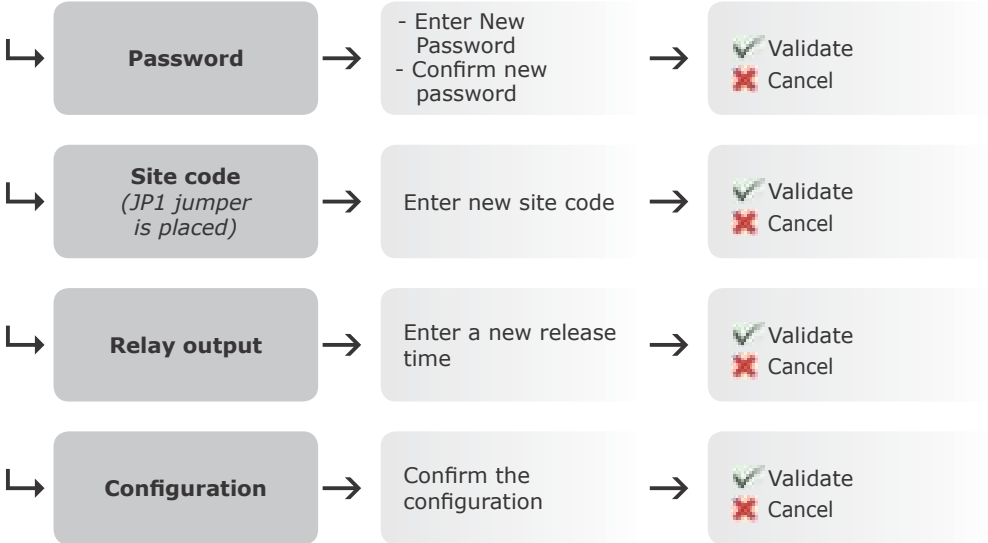 Password
- Enter New
Password
- Confirm new
password
Validate
Cancel
Site code
(JP1 jumper
is placed)
Enter new site code
Validate
Cancel
Relay output
Enter a new release
time
Validate
Cancel
Configuration
Confirm the
configuration
Validate
Cancel